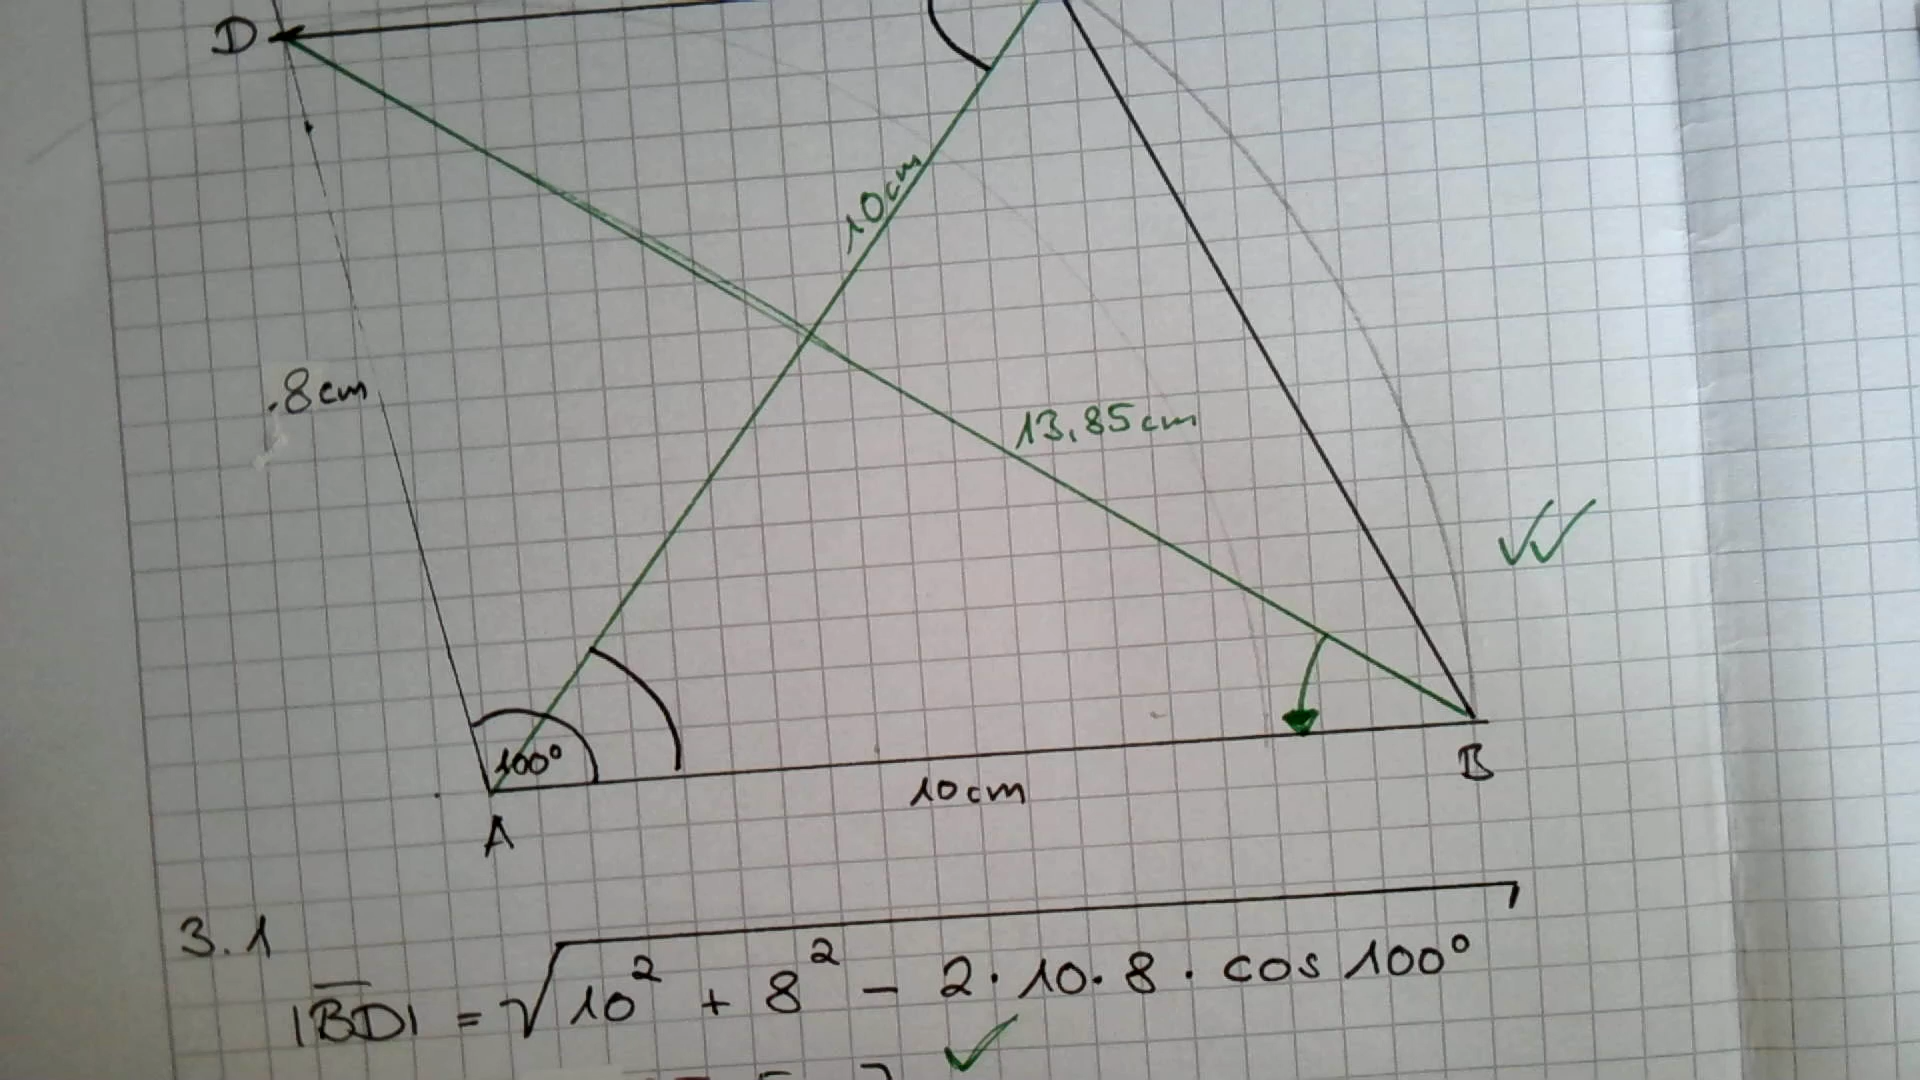 D
10cm
8cm
13,85cm
100°
10cm
B
A
3.1
|BD| = √10² + 8² - 2·10·8·cos 100°